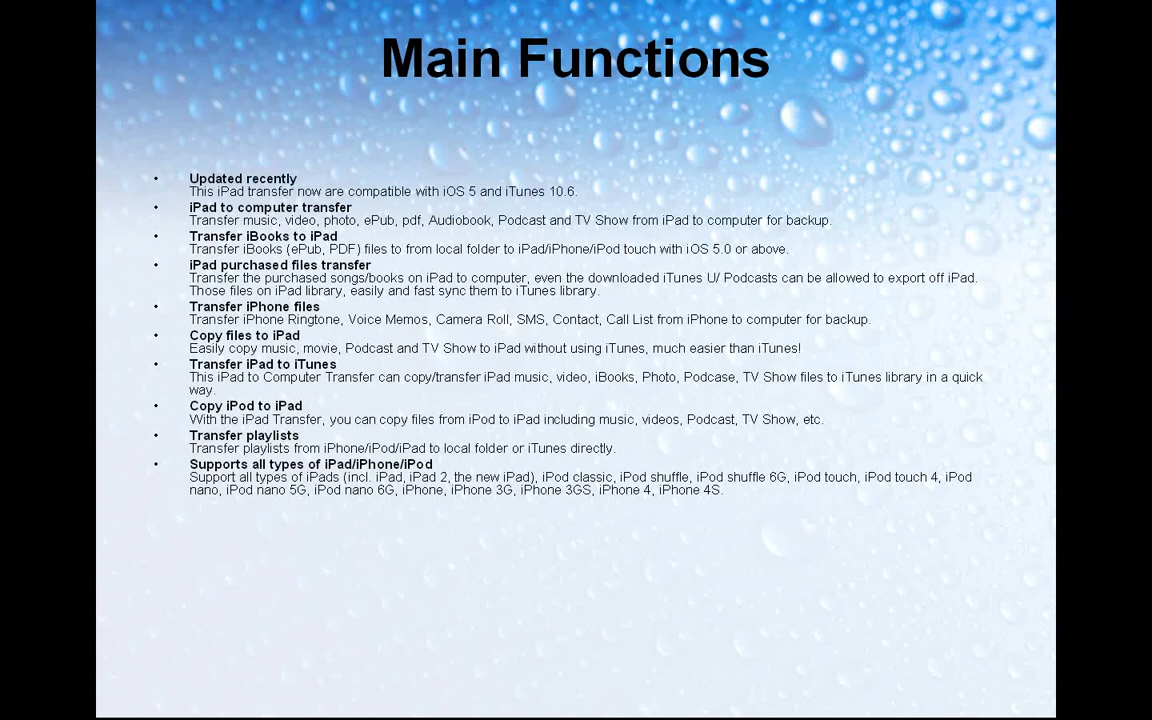 Main Functions
• Updated recently
This iPad transfer now are compatible with iOS 5 and iTunes 10.6.
• iPad to computer transfer
Transfer music, video, photo, ePub, pdf, Audiobook, Podcast and TV Show from iPad to computer for backup.
• Transfer iBooks to iPad
Transfer iBooks (ePub, PDF) files to from local folder to iPad/iPhone/iPod touch with iOS 5.0 or above.
• iPad purchased files transfer
Transfer the purchased songs/books on iPad to computer, even the downloaded iTunes U/ Podcasts can be allowed to export off iPad.
Those files on iPad library, easily and fast sync them to iTunes library.
• Transfer iPhone files
Transfer iPhone Ringtone, Voice Memos, Camera Roll, SMS, Contact, Call List from iPhone to computer for backup.
• Copy files to iPad
Easily copy music, movie, Podcast and TV Show to iPad without using iTunes, much easier than iTunes!
• Transfer iPad to iTunes
This iPad to Computer Transfer can copy/transfer iPad music, video, iBooks, Photo, Podcase, TV Show files to iTunes library in a quick
way.
• Copy iPod to iPad
With the iPad Transfer, you can copy files from iPod to iPad including music, videos, Podcast, TV Show, etc.
• Transfer playlists
Transfer playlists from iPhone/iPod/iPad to local folder or iTunes directly.
• Supports all types of iPad/iPhone/iPod
Support all types of iPads (incl. iPad, iPad 2, the new iPad), iPod classic, iPod shuffle, iPod shuffle 6G, iPod touch, iPod touch 4, iPod
nano, iPod nano 5G, iPod nano 6G, iPhone, iPhone 3G, iPhone 3GS, iPhone 4, iPhone 4S.